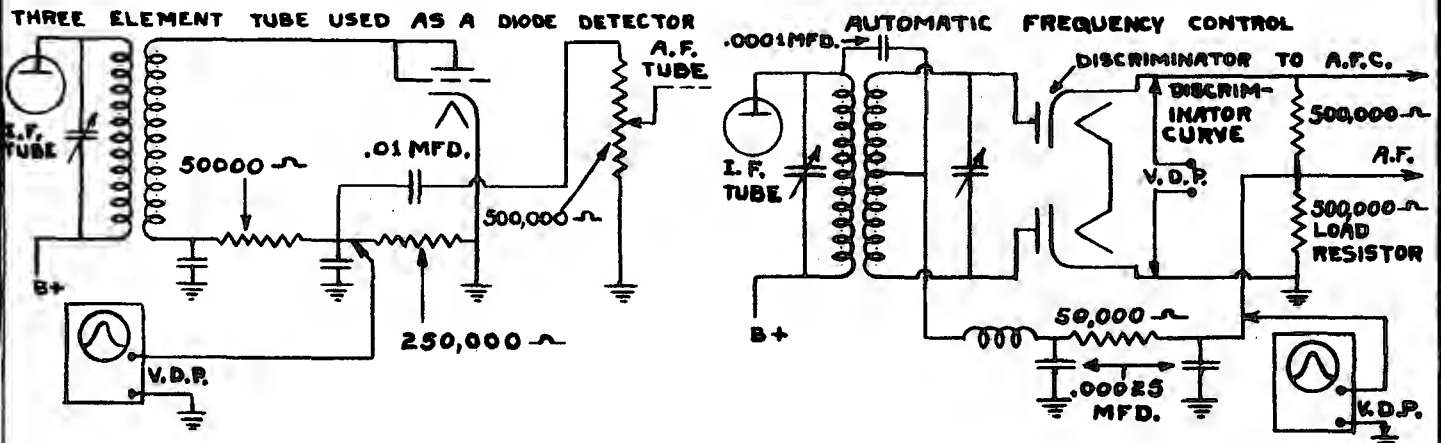 THREE ELEMENT TUBE USED AS A DIODE DETECTOR
I.F.
TUBE
50000 Ω
.01 MFD.
A.F.
TUBE
500,000 Ω
B+
250,000 Ω
V.D.P.
AUTOMATIC FREQUENCY CONTROL
.0001 MFD.
DISCRIMINATOR
TO A.F.C.
I.F.
TUBE
DISCRIM-
INATOR
CURVE
V.D.P.
500,000 Ω
A.F.
500,000 Ω
LOAD
RESISTOR
B+
50,000 Ω
.00025
MFD.
V.D.P.